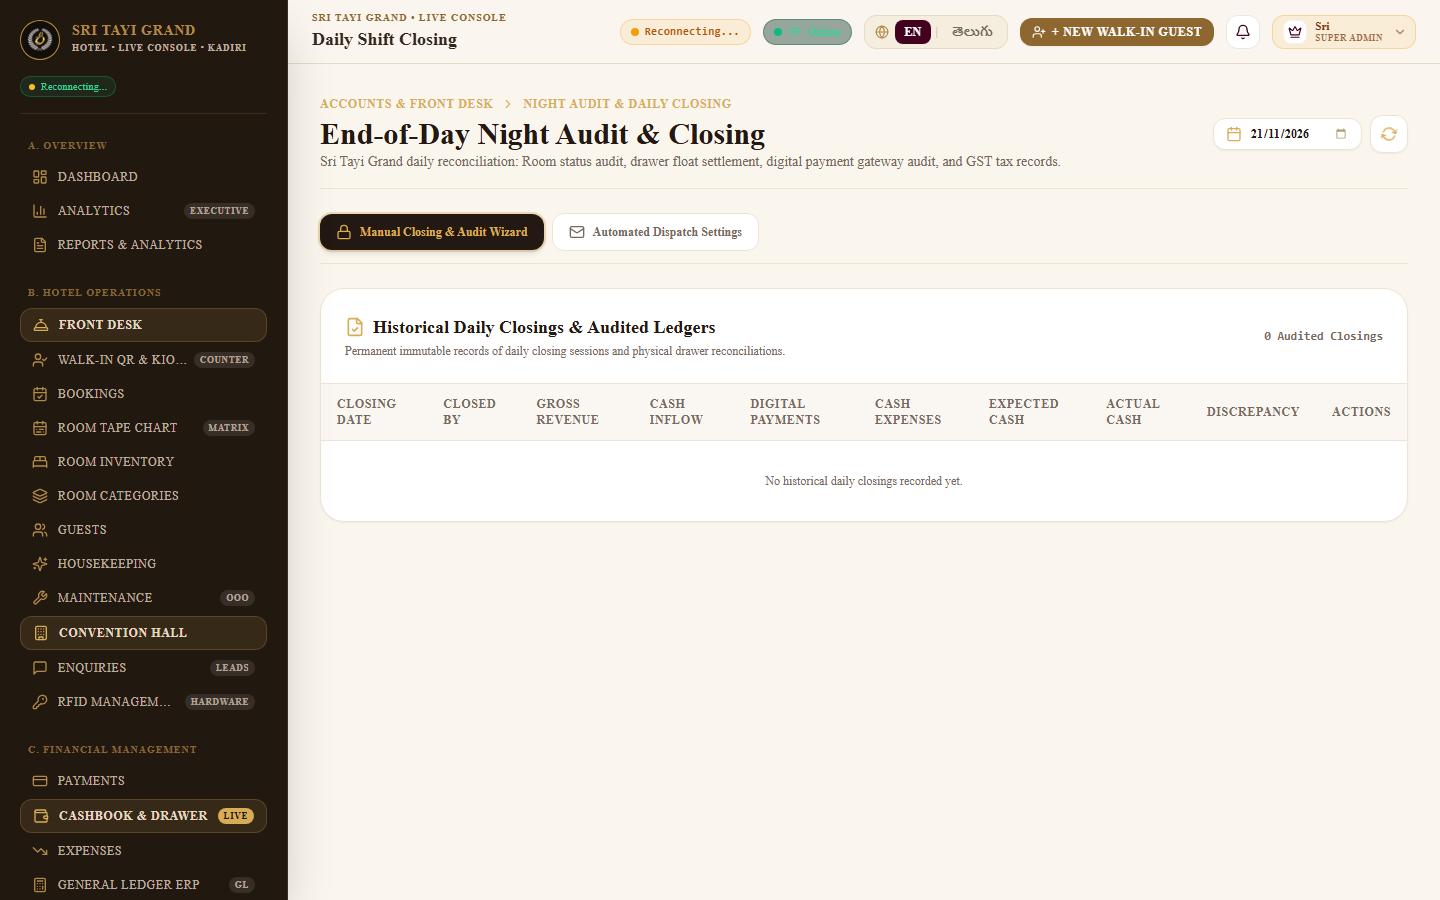 SRI TAYI GRAND
HOTEL • LIVE CONSOLE • KADIRI
Reconnecting...
A. OVERVIEW
DASHBOARD
ANALYTICS EXECUTIVE
REPORTS & ANALYTICS
B. HOTEL OPERATIONS
FRONT DESK
WALK-IN QR & KIO... COUNTER
BOOKINGS
ROOM TAPE CHART MATRIX
ROOM INVENTORY
ROOM CATEGORIES
GUESTS
HOUSEKEEPING
MAINTENANCE OOO
CONVENTION HALL
ENQUIRIES LEADS
RFID MANAGEM... HARDWARE
C. FINANCIAL MANAGEMENT
PAYMENTS
CASHBOOK & DRAWER LIVE
EXPENSES
GENERAL LEDGER ERP GL
SRI TAYI GRAND • LIVE CONSOLE
Daily Shift Closing
Reconnecting...
EN తెలుగు
+ NEW WALK-IN GUEST
Sri
SUPER ADMIN
ACCOUNTS & FRONT DESK > NIGHT AUDIT & DAILY CLOSING
End-of-Day Night Audit & Closing
Sri Tayi Grand daily reconciliation: Room status audit, drawer float settlement, digital payment gateway audit, and GST tax records.
21/11/2026
Manual Closing & Audit Wizard
Automated Dispatch Settings
Historical Daily Closings & Audited Ledgers
Permanent immutable records of daily closing sessions and physical drawer reconciliations.
0 Audited Closings
CLOSING DATE
CLOSED BY
GROSS REVENUE
CASH INFLOW
DIGITAL PAYMENTS
CASH EXPENSES
EXPECTED CASH
ACTUAL CASH
DISCREPANCY
ACTIONS
No historical daily closings recorded yet.